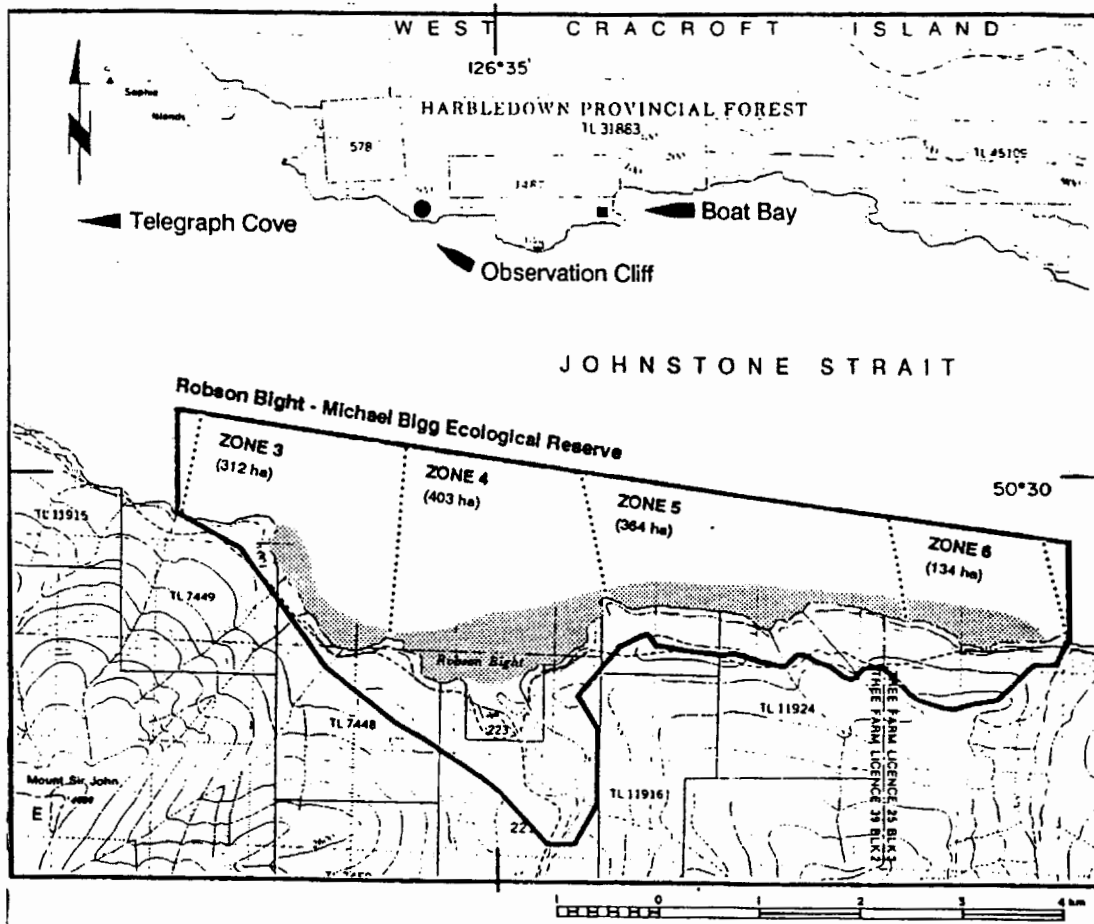 WEST CRACROFT ISLAND
126°35'
Sophia
Islands
HARBLEDOWN PROVINCIAL FOREST
TL 31883
578
1487
TL 45109
Telegraph Cove
Boat Bay
Observation Cliff
JOHNSTONE STRAIT
Robson Bight - Michael Bigg Ecological Reserve
ZONE 3
(312 ha)
ZONE 4
(403 ha)
ZONE 5
(364 ha)
ZONE 6
(134 ha)
50°30
TL 11915
TL 7449
Robson Bight
TL 7448
223
TL 11924
TL 11916
TREE FARM LICENCE 39 BLK 2
TREE FARM LICENCE 25 BLK
Mount Sir John
E
0 1 2 3 4 km